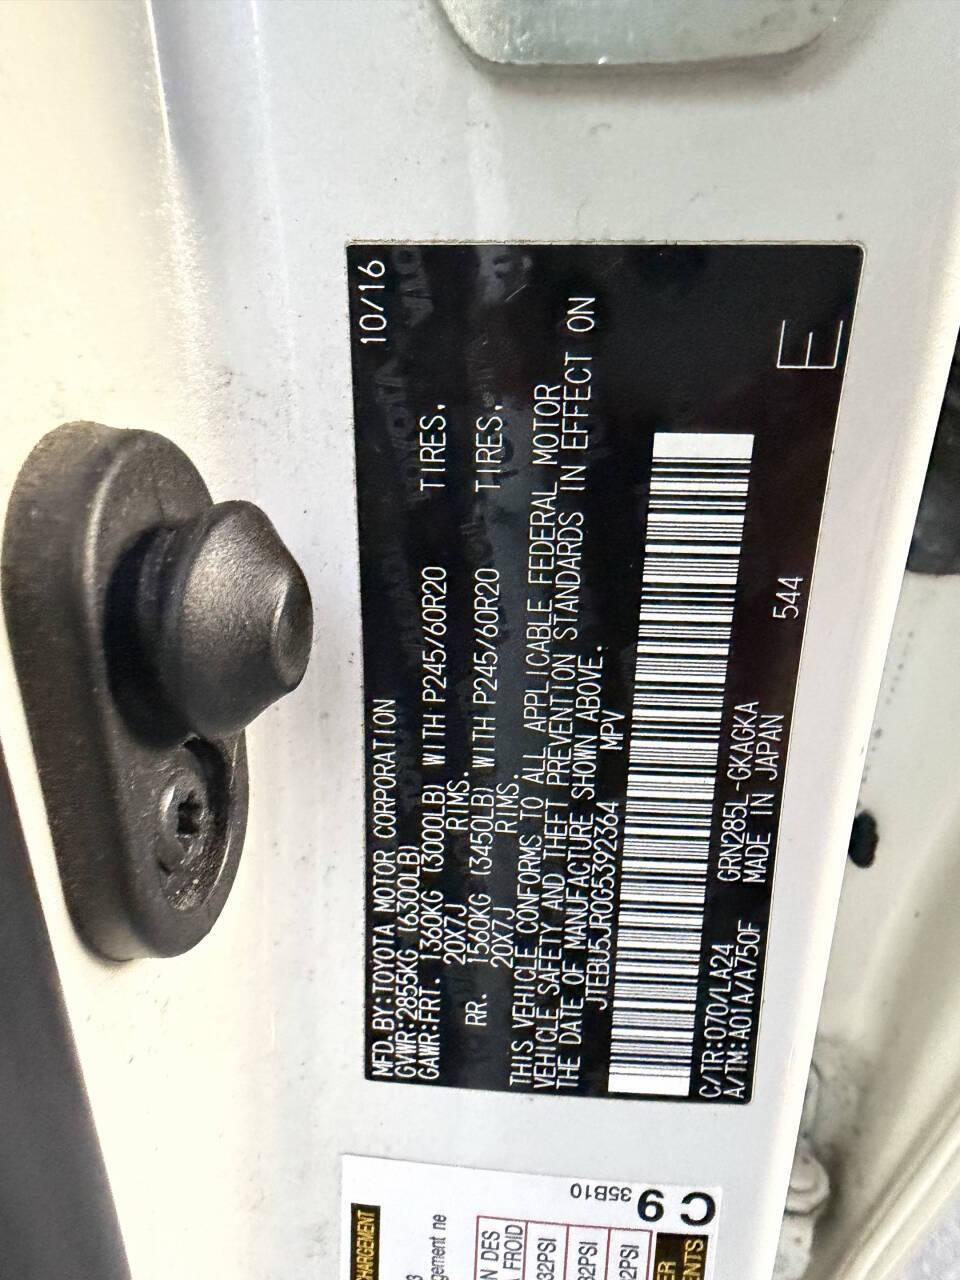 MFD.BY:TOYOTA MOTOR CORPORATION 10/16
GVWR:2855KG (6300LB)
GAWR:FRT. 1360KG (3000LB) WITH P245/60R20 TIRES,
20X7J RIMS.
RR. 1560KG (3450LB) WITH P245/60R20 TIRES,
20X7J RIMS.
THIS VEHICLE CONFORMS TO ALL APPLICABLE FEDERAL MOTOR
VEHICLE SAFETY AND THEFT PREVENTION STANDARDS IN EFFECT ON
THE DATE OF MANUFACTURE SHOWN ABOVE.
JTEBU5JR0G5392364 MPV
C/TR:070/LA24 GRN285L-GKAGKA
A/TM:A01A/A750F MADE IN JAPAN
544
E
C9
35B10
32PSI